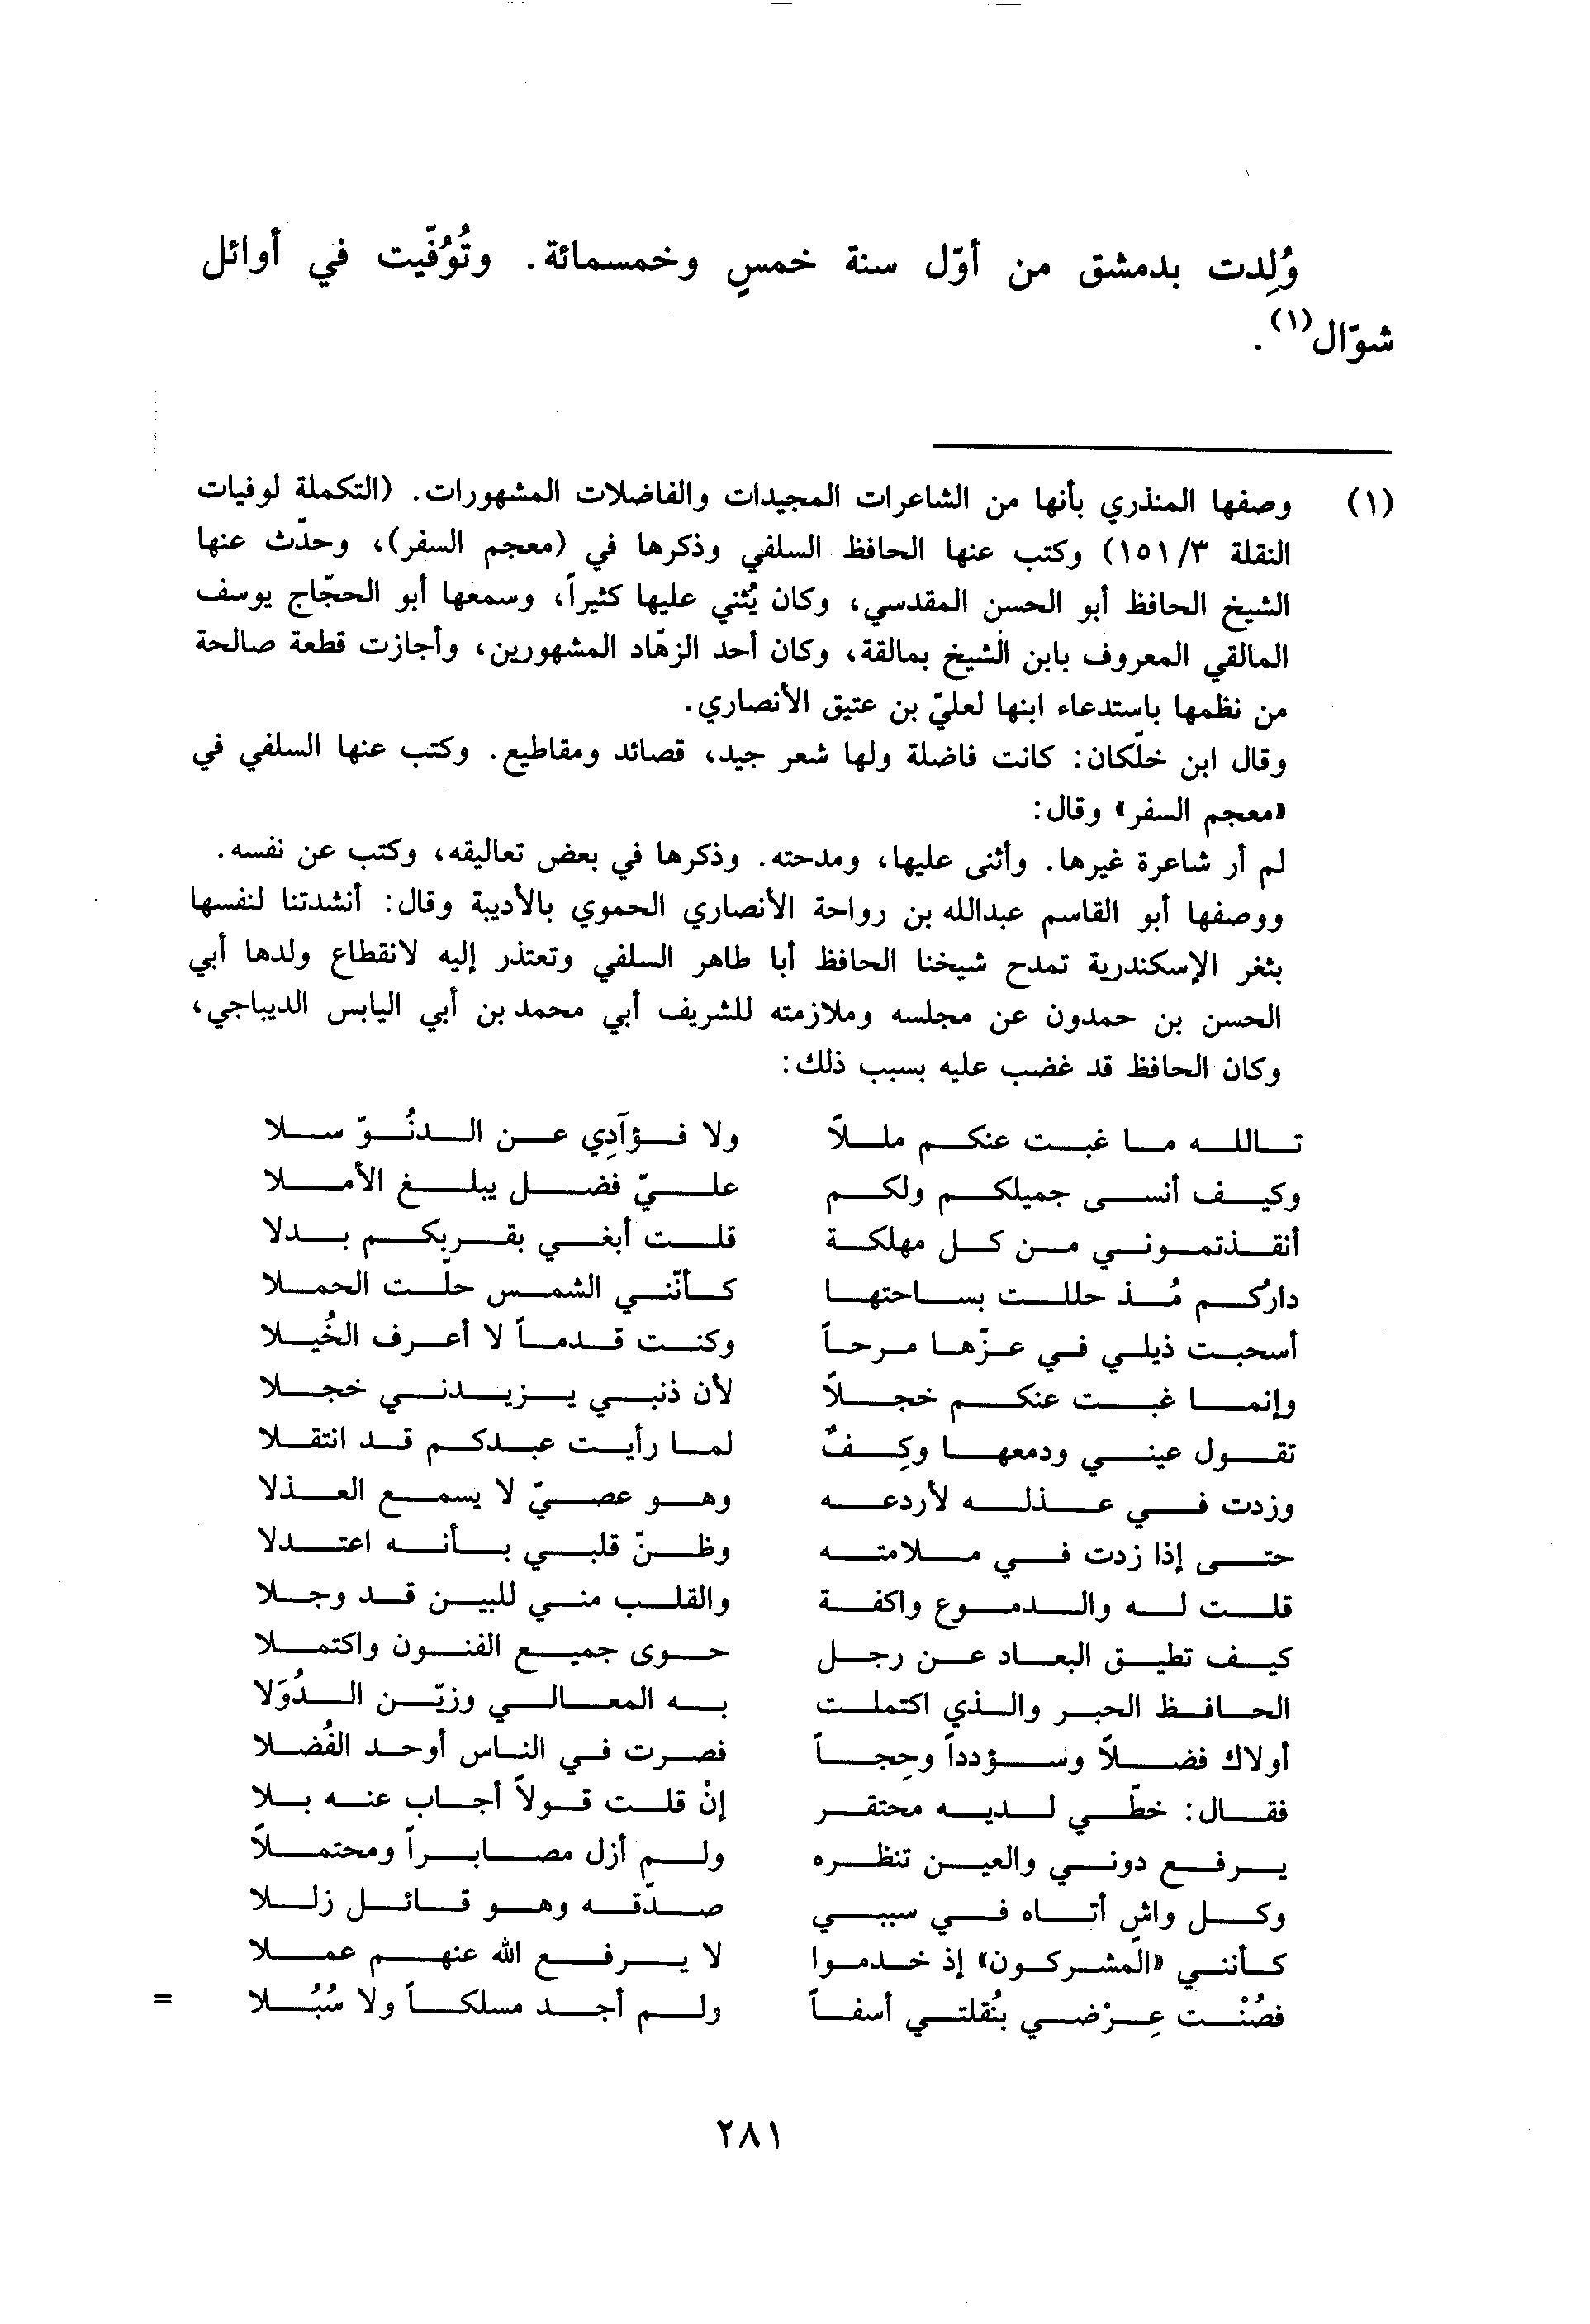 وُلِدت بدمشق من أوّل سنة خمسٍ وخمسمائة. وتُوُفّيت في أوائل
شوّال(١).
(١) وصفها المنذري بأنها من الشاعرات المجيدات والفاضلات المشهورات. (التكملة لوفيات
النقلة ٣/ ١٥١) وكتب عنها الحافظ السلفي وذكرها في (معجم السفر)، وحدّث عنها
الشيخ الحافظ أبو الحسن المقدسي، وكان يُثني عليها كثيراً، وسمعها أبو الحجّاج يوسف
المالقي المعروف بابن الشيخ بمالقة، وكان أحد الزهّاد المشهورين، وأجازت قطعة صالحة
من نظمها باستدعاء ابنها لعليّ بن عتيق الأنصاري.
وقال ابن خلّكان: كانت فاضلة ولها شعر جيد، قصائد ومقاطيع. وكتب عنها السلفي في
«معجم السفر» وقال:
لم أر شاعرة غيرها. وأثنى عليها، ومدحته. وذكرها في بعض تعاليقه، وكتب عن نفسه.
ووصفها أبو القاسم عبدالله بن رواحة الأنصاري الحموي بالأديبة وقال: أنشدتنا لنفسها
بثغر الإسكندرية تمدح شيخنا الحافظ أبا طاهر السلفي وتعتذر إليه لانقطاع ولدها أبي
الحسن بن حمدون عن مجلسه وملازمته للشريف أبي محمد بن أبي اليابس الديباجي،
وكان الحافظ قد غضب عليه بسبب ذلك:
تالله ما غبت عنكم مللاً ولا فؤآدِي عن الدنُوّ سلا
وكيف أنسى جميلكم ولكم عليّ فضل يبلغ الأملا
أنقذتموني من كل مهلكة قلت أبغي بقربكم بدلا
داركُم مُذ حللت بساحتها كأنّني الشمس حلّت الحملا
أسحبت ذيلي في عزّها مرحاً وكنت قدماً لا أعرف الخُيلا
وإنما غبت عنكم خجلاً لأن ذنبي يزيدني خجلا
تقول عيني ودمعها وكِفٌ لما رأيت عبدكم قد انتقلا
وزدت في عذله لأردعه وهو عصيّ لا يسمع العذلا
حتى إذا زدت في ملامته وظنّ قلبي بأنه اعتدلا
قلت له والدموع واكفة والقلب مني للبين قد وجلا
كيف تطيق البعاد عن رجل حوى جميع الفنون واكتملا
الحافظ الحبر والذي اكتملت به المعالي وزيّن الدُوَلا
أولاك فضلاً وسؤدداً وحِجاً فصرت في الناس أوحد الفُضلا
فقال: خطّي لديه محتقر إنْ قلت قولاً أجاب عنه بلا
يرفع دوني والعين تنظره ولم أزل مصابراً ومحتملاً
وكل واشٍ أتاه في سببي صدّقه وهو قائل زللا
كأنني «المشركون» إذ خدموا لا يرفع الله عنهم عملا
فصُنْت عِرْضي بنُقلتي أسفاً ولم أجد مسلكاً ولا سُبُلا =
٢٨١